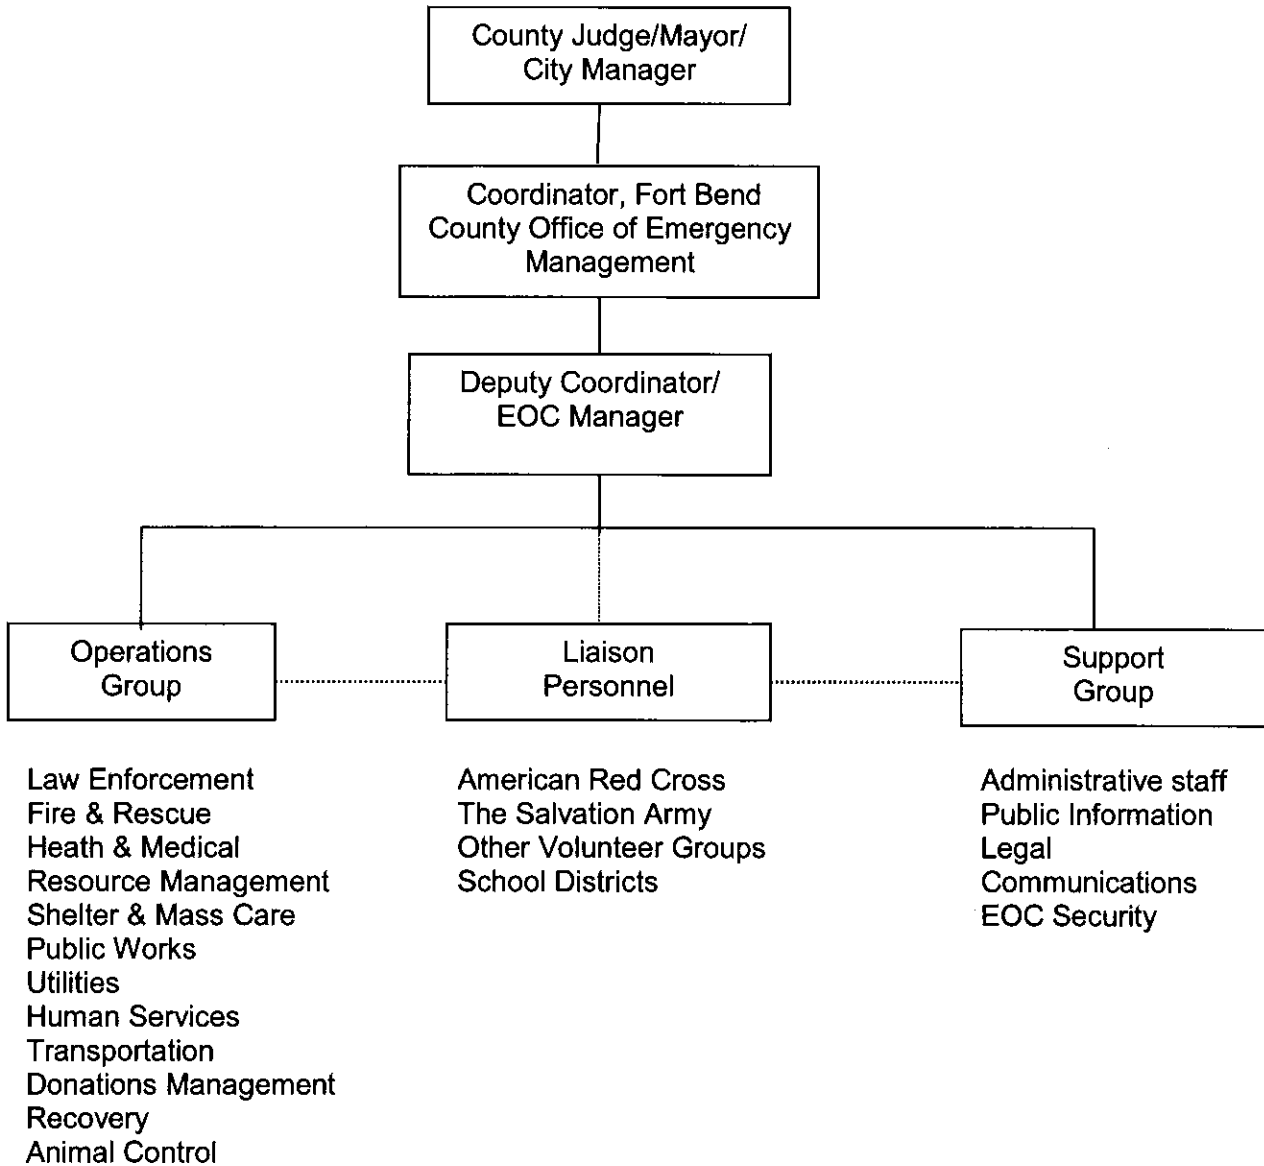 County Judge/Mayor/
City Manager
Coordinator, Fort Bend
County Office of Emergency
Management
Deputy Coordinator/
EOC Manager
Operations
Group
Liaison
Personnel
Support
Group
Law Enforcement
Fire & Rescue
Heath & Medical
Resource Management
Shelter & Mass Care
Public Works
Utilities
Human Services
Transportation
Donations Management
Recovery
Animal Control
American Red Cross
The Salvation Army
Other Volunteer Groups
School Districts
Administrative staff
Public Information
Legal
Communications
EOC Security